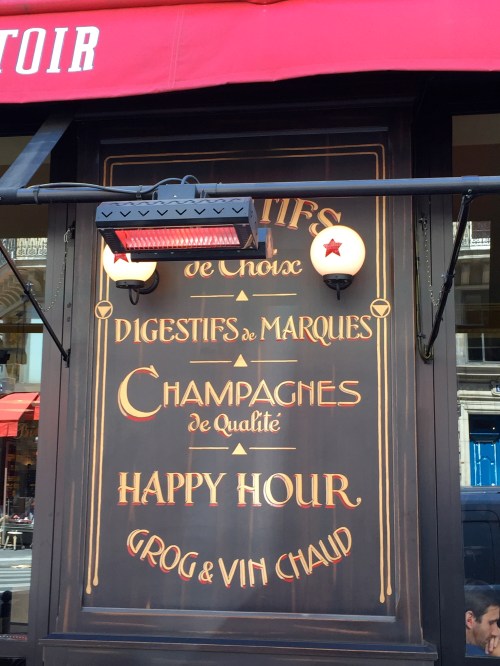 TOIR
TIFS
de Choix
DIGESTIFS de MARQUES
CHAMPAGNES
de Qualité
HAPPY HOUR
GROG & VIN CHAUD